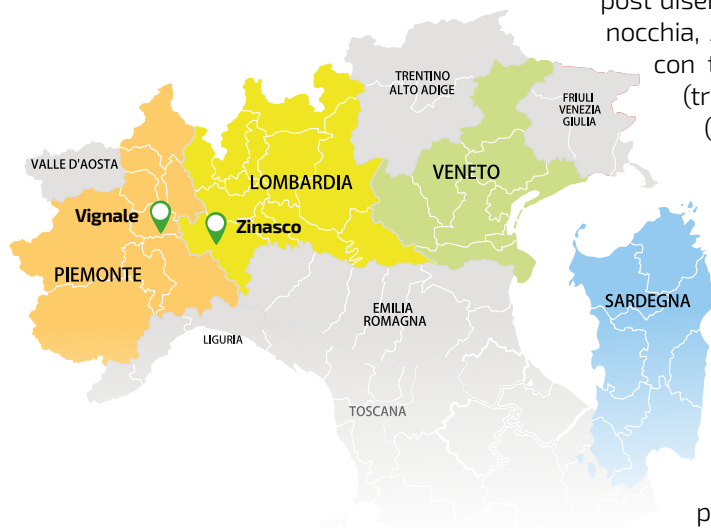 post
nocchia,
con
TRENTINO
ALTO ADIGE
FRIULI
VENEZIA
GIULIA
VALLE D'AOSTA
LOMBARDIA
VENETO
Vignale
Zinasco
PIEMONTE
SARDEGNA
EMILIA
ROMAGNA
LIGURIA
TOSCANA